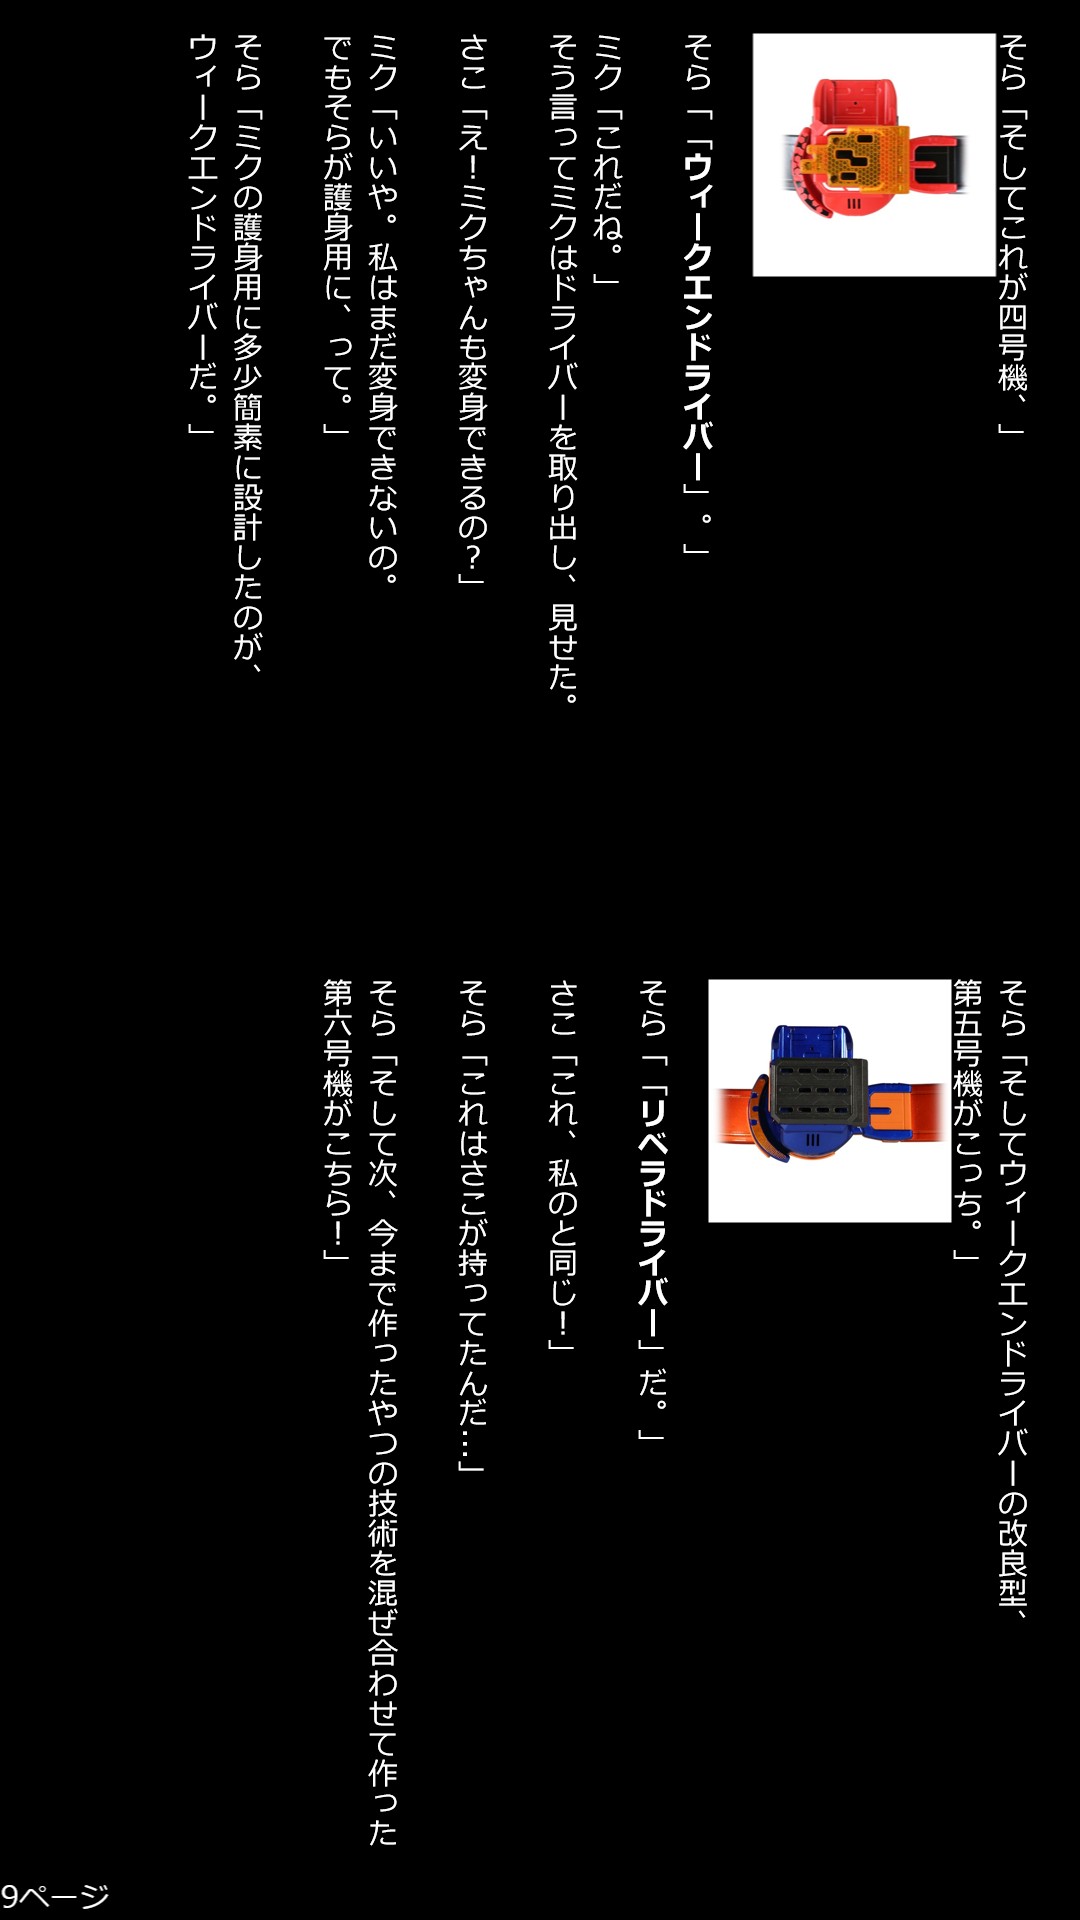 そら「そしてこれが四号機、」
そら「「ウィークエンドライバー」。」
ミク「これだね。」
そう言ってミクはドライバーを取り出し、見せた。
さこ「え！ミクちゃんも変身できるの？」
ミク「いいや。私はまだ変身できないの。
でもそらが護身用に、って。」
そら「ミクの護身用に多少簡素に設計したのが、
ウィークエンドライバーだ。」
そら「そしてウィークエンドライバーの改良型、
第五号機がこっち。」
そら「「リベラドライバー」だ。」
さこ「これ、私のと同じ！」
そら「これはさこが持ってたんだ…」
そら「そして次、今まで作ったやつの技術を混ぜ合わせて作った
第六号機がこちら！」
9ページ